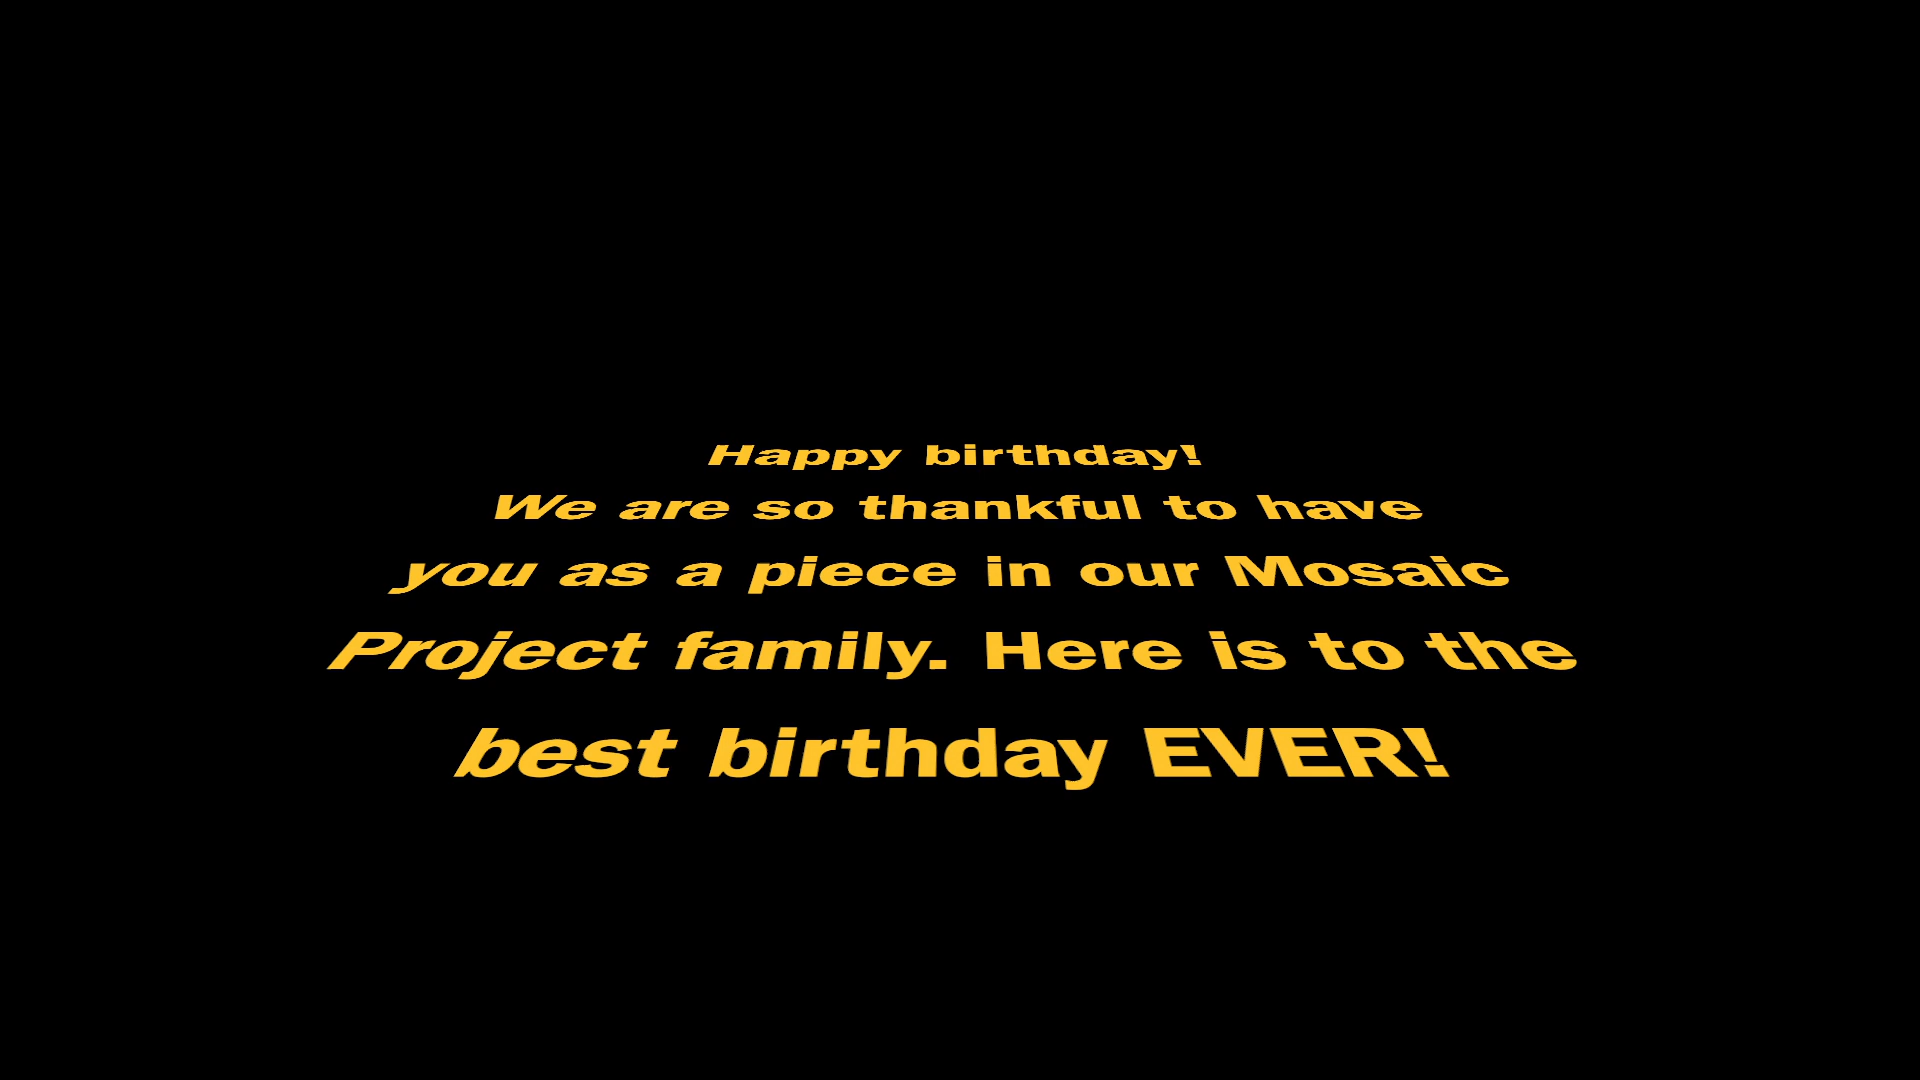 Happy birthday!
We are so thankful to have
you as a piece in our Mosaic
Project family. Here is to the
best birthday EVER!